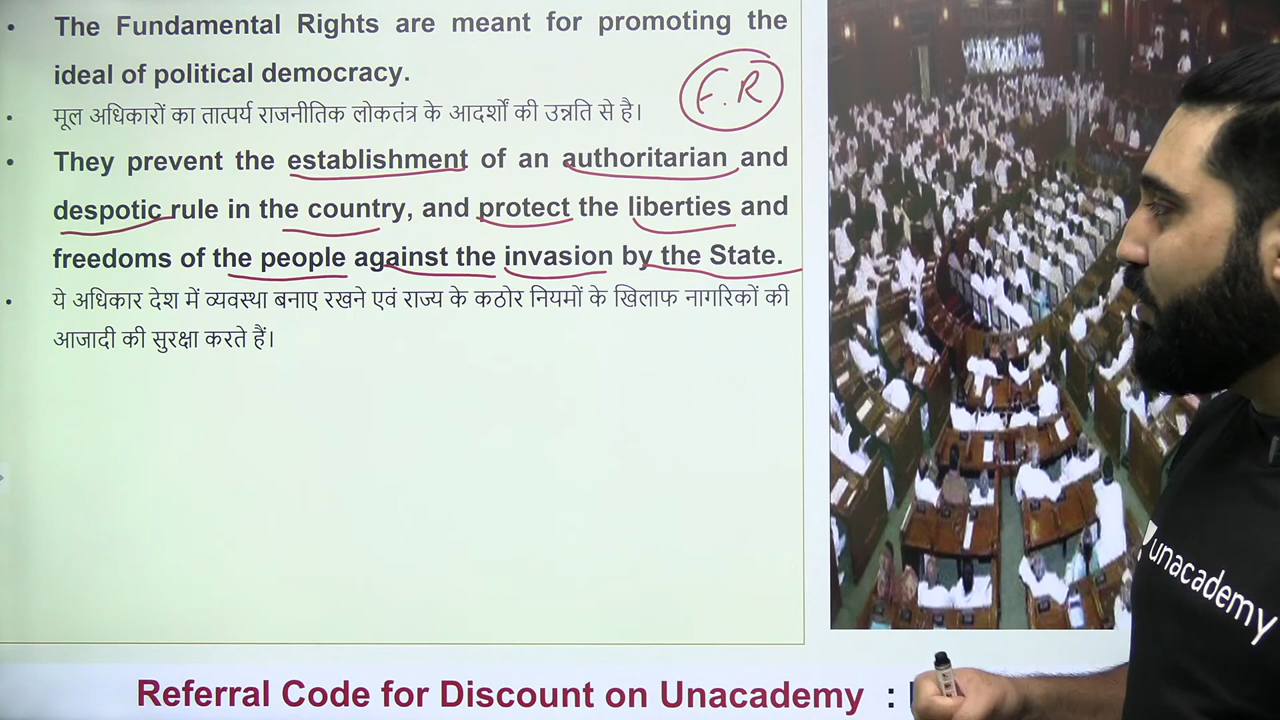 • The Fundamental Rights are meant for promoting the
ideal of political democracy.
F.R
• मूल अधिकारों का तात्पर्य राजनीतिक लोकतंत्र के आदर्शों की उन्नति से है।
• They prevent the establishment of an authoritarian and
despotic rule in the country, and protect the liberties and
freedoms of the people against the invasion by the State.
• ये अधिकार देश में व्यवस्था बनाए रखने एवं राज्य के कठोर नियमों के खिलाफ नागरिकों की
आजादी की सुरक्षा करते हैं।
unacademy
Referral Code for Discount on Unacademy :